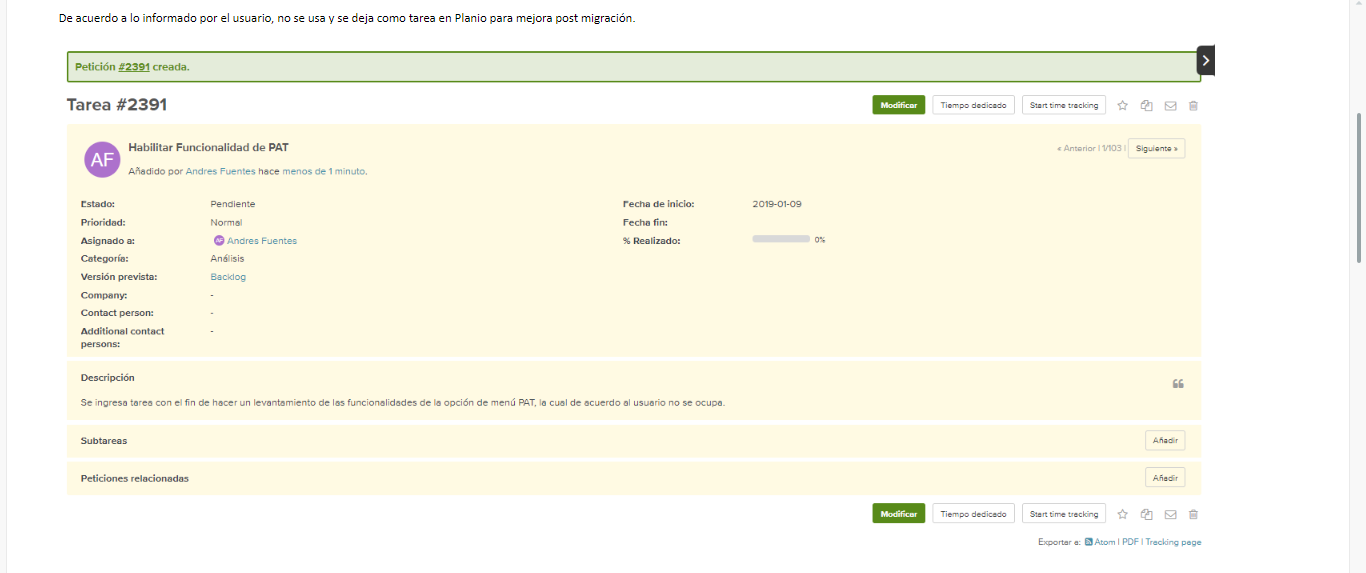 De acuerdo a lo informado por el usuario, no se usa y se deja como tarea en Planio para mejora post migración.
Petición #2391 creada.
Tarea #2391
Modificar Tiempo dedicado Start time tracking
AF Habilitar Funcionalidad de PAT
« Anterior | 1/103 | Siguiente »
Añadido por Andres Fuentes hace menos de 1 minuto.
Estado: Pendiente Fecha de inicio: 2019-01-09
Prioridad: Normal Fecha fin:
Asignado a: AF Andres Fuentes % Realizado: 0%
Categoría: Análisis
Versión prevista: Backlog
Company: -
Contact person: -
Additional contact persons: -
Descripción
Se ingresa tarea con el fin de hacer un levantamiento de las funcionalidades de la opción de menú PAT, la cual de acuerdo al usuario no se ocupa.
Subtareas Añadir
Peticiones relacionadas Añadir
Modificar Tiempo dedicado Start time tracking
Exportar a: Atom | PDF | Tracking page